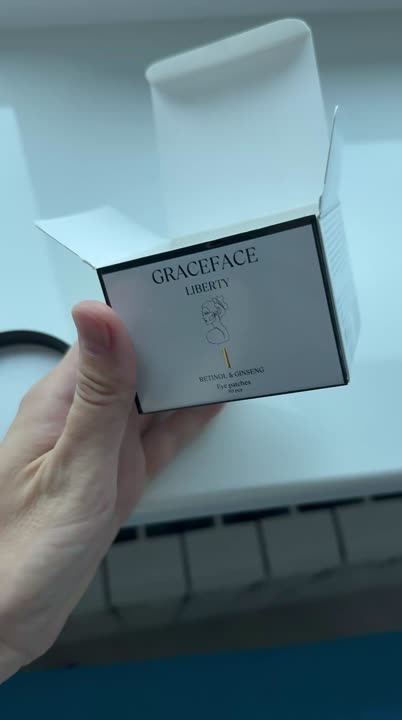 GRACEFACE
LIBERTY
RETINOL & GINSENG
Eye patches